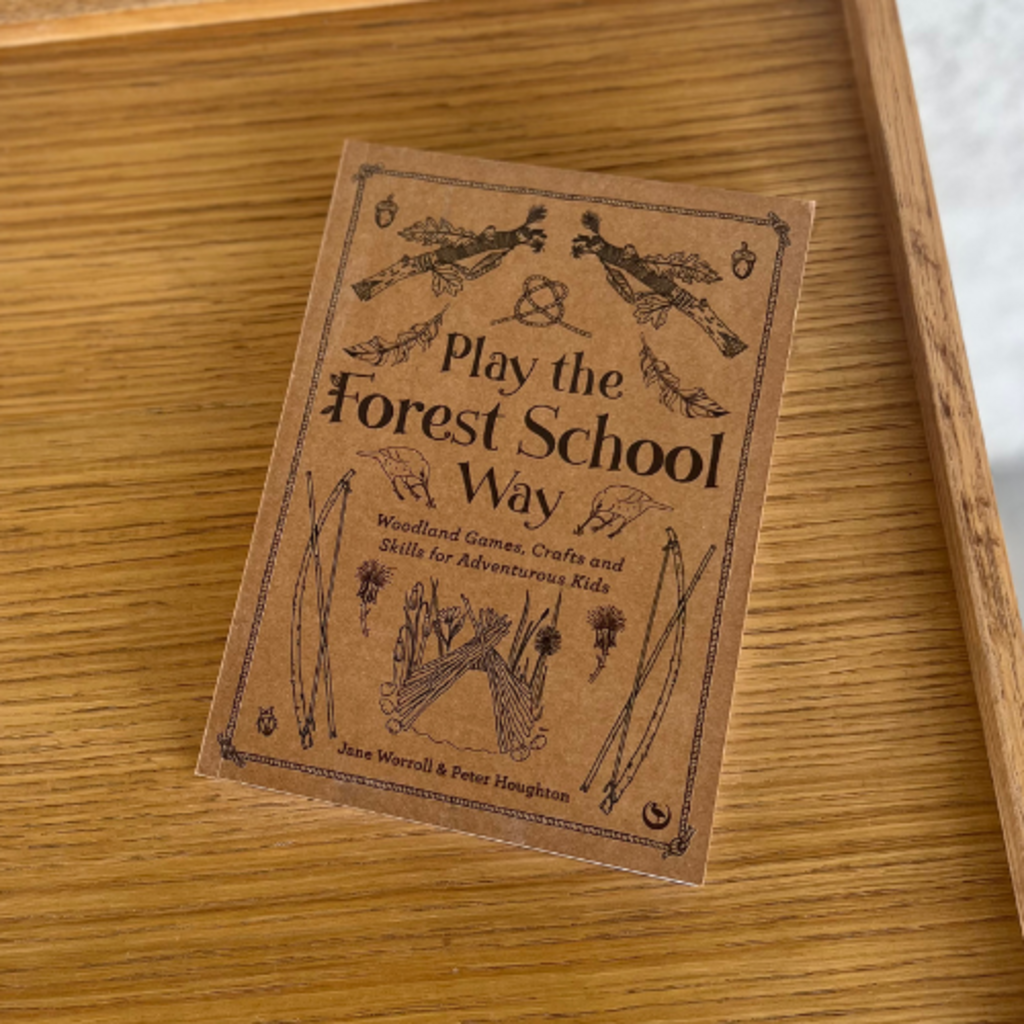 Play the
Forest School
Way
Woodland Games, Crafts and
Skills for Adventurous Kids
Jane Worroll & Peter Houghton